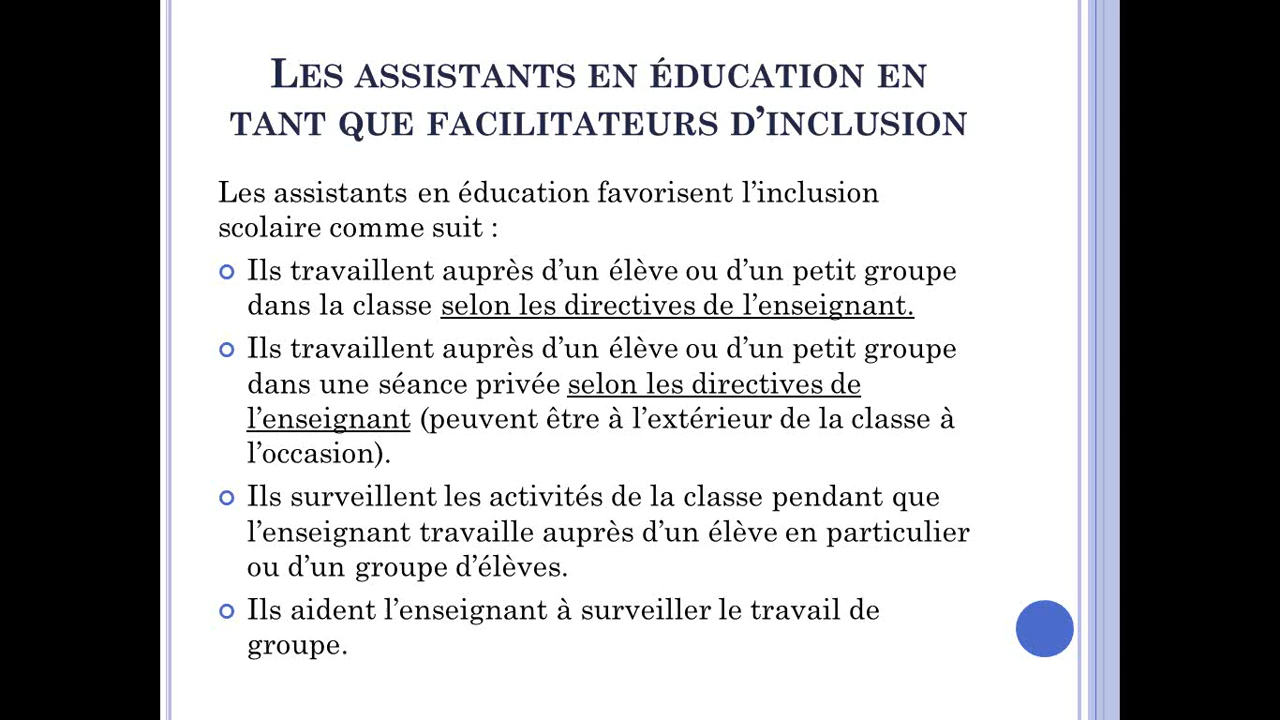 Les assistants en éducation en
tant que facilitateurs d’inclusion
Les assistants en éducation favorisent l’inclusion
scolaire comme suit :
Ils travaillent auprès d’un élève ou d’un petit groupe
dans la classe selon les directives de l’enseignant.
Ils travaillent auprès d’un élève ou d’un petit groupe
dans une séance privée selon les directives de
l’enseignant (peuvent être à l’extérieur de la classe à
l’occasion).
Ils surveillent les activités de la classe pendant que
l’enseignant travaille auprès d’un élève en particulier
ou d’un groupe d’élèves.
Ils aident l’enseignant à surveiller le travail de
groupe.